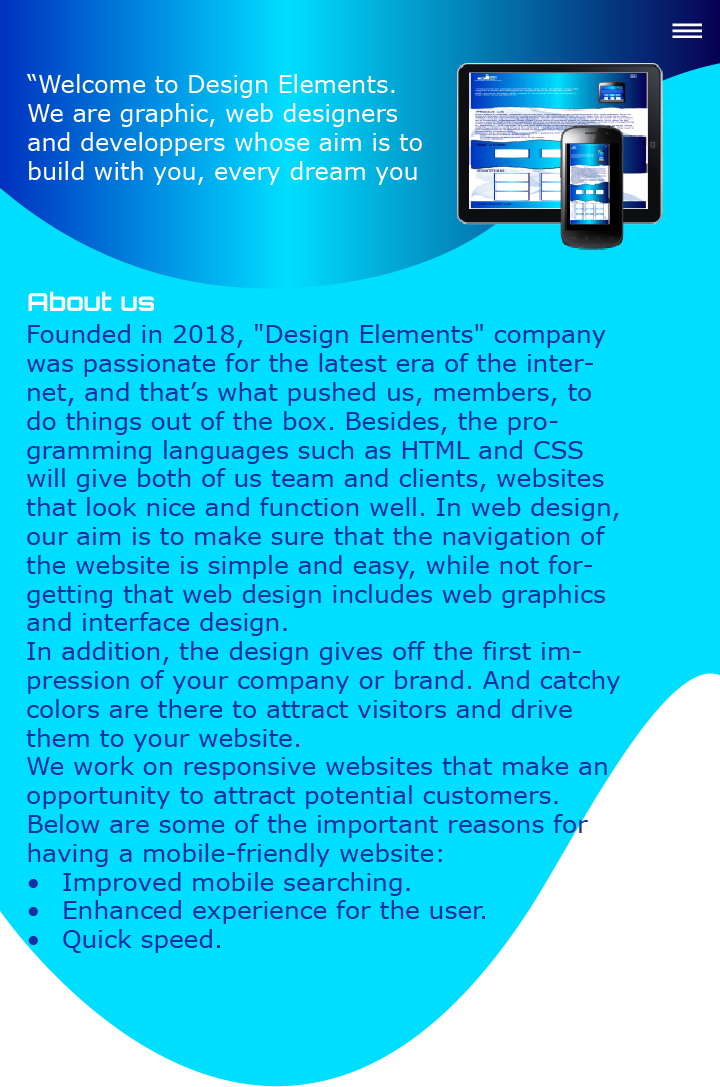 “Welcome to Design Elements.
We are graphic, web designers
and developpers whose aim is to
build with you, every dream you
About us
Founded in 2018, "Design Elements" company
was passionate for the latest era of the inter-
net, and that’s what pushed us, members, to
do things out of the box. Besides, the pro-
gramming languages such as HTML and CSS
will give both of us team and clients, websites
that look nice and function well. In web design,
our aim is to make sure that the navigation of
the website is simple and easy, while not for-
getting that web design includes web graphics
and interface design.
In addition, the design gives off the first im-
pression of your company or brand. And catchy
colors are there to attract visitors and drive
them to your website.
We work on responsive websites that make an
opportunity to attract potential customers.
Below are some of the important reasons for
having a mobile-friendly website:
• Improved mobile searching.
• Enhanced experience for the user.
• Quick speed.